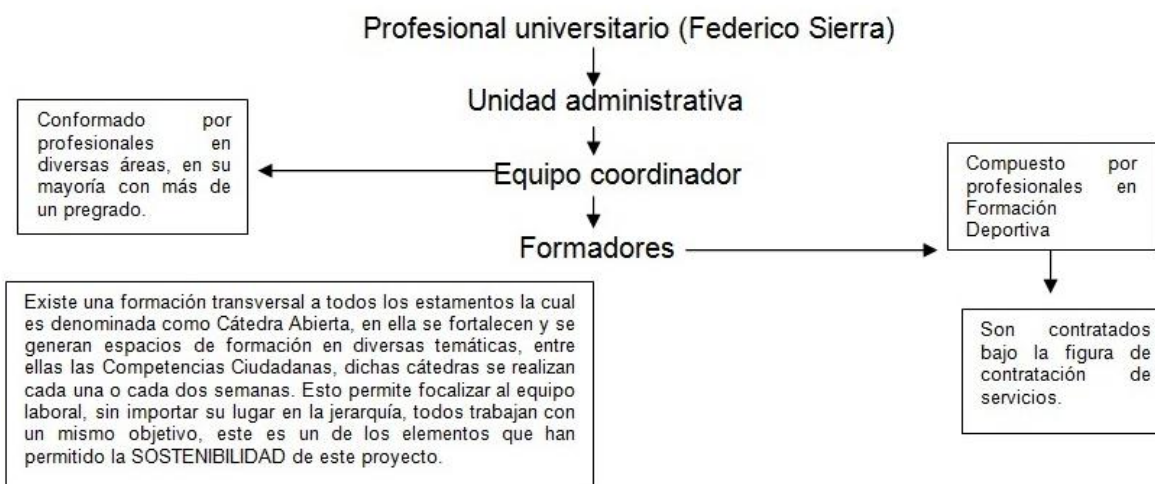 Profesional universitario (Federico Sierra)
Unidad administrativa
Conformado por
profesionales en
diversas áreas, en su
mayoría con más de
un pregrado.
Equipo coordinador
Compuesto por
profesionales en
Formación
Deportiva
Formadores
Existe una formación transversal a todos los estamentos la cual
es denominada como Cátedra Abierta, en ella se fortalecen y se
generan espacios de formación en diversas temáticas, entre
ellas las Competencias Ciudadanas, dichas cátedras se realizan
cada una o cada dos semanas. Esto permite focalizar al equipo
laboral, sin importar su lugar en la jerarquía, todos trabajan con
un mismo objetivo, este es un de los elementos que han
permitido la SOSTENIBILIDAD de este proyecto.
Son contratados
bajo la figura de
contratación de
servicios.